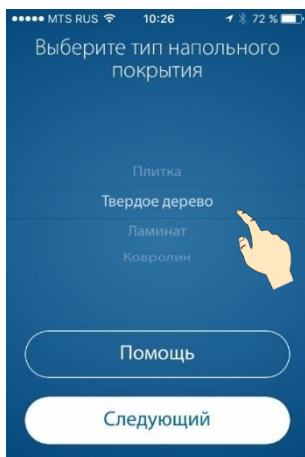 MTS RUS 10:26 72 %
Выберите тип напольного
покрытия
Плитка
Твердое дерево
Ламинат
Ковролин
Помощь
Следующий